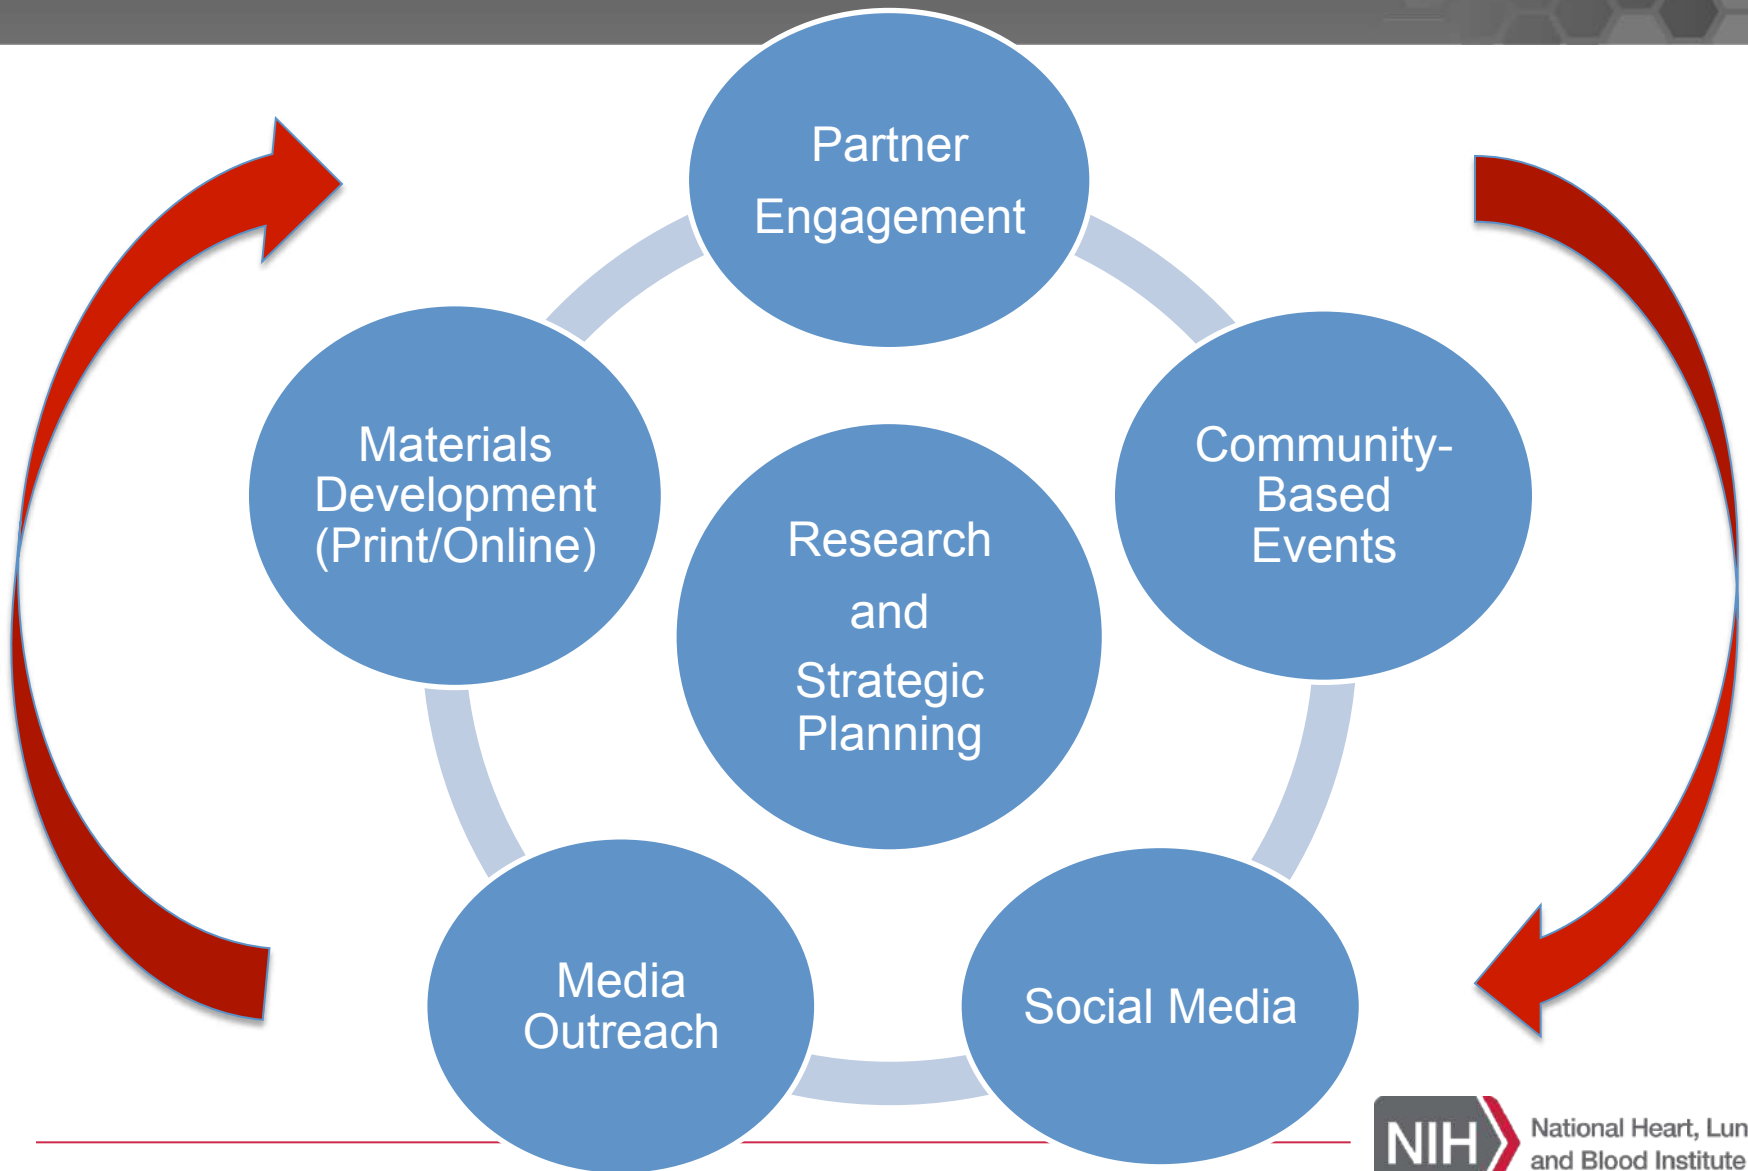 Partner
Engagement
Community-
Based
Events
Social Media
Media
Outreach
Materials
Development
(Print/Online)
Research
and
Strategic
Planning
NIH
National Heart, Lun
and Blood Institute